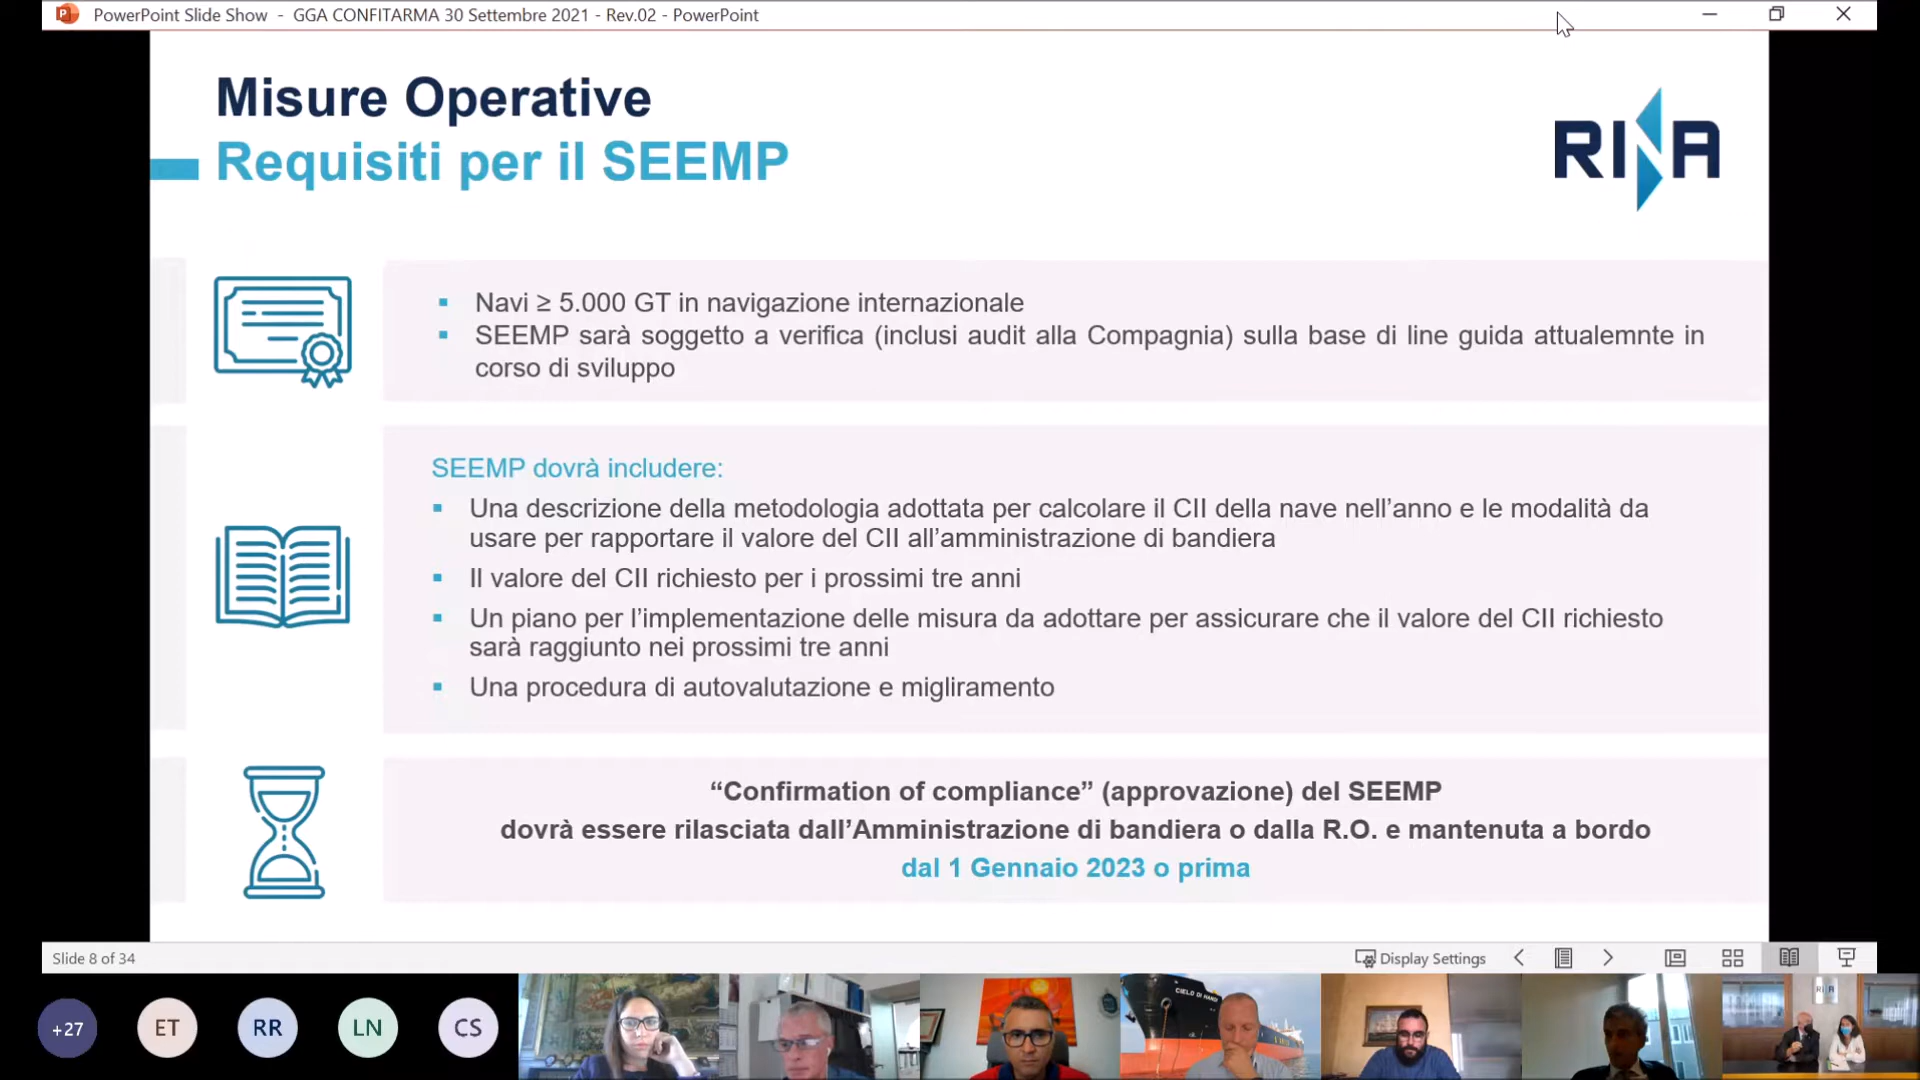 PowerPoint Slide Show - GGA CONFITARMA 30 Settembre 2021 - Rev.02 - PowerPoint
Misure Operative
Requisiti per il SEEMP
RINA
Navi ≥ 5.000 GT in navigazione internazionale
SEEMP sarà soggetto a verifica (inclusi audit alla Compagnia) sulla base di line guida attualemnte in
corso di sviluppo
SEEMP dovrà includere:
Una descrizione della metodologia adottata per calcolare il CII della nave nell’anno e le modalità da
usare per rapportare il valore del CII all’amministrazione di bandiera
Il valore del CII richiesto per i prossimi tre anni
Un piano per l’implementazione delle misura da adottare per assicurare che il valore del CII richiesto
sarà raggiunto nei prossimi tre anni
Una procedura di autovalutazione e migliramento
“Confirmation of compliance” (approvazione) del SEEMP
dovrà essere rilasciata dall’Amministrazione di bandiera o dalla R.O. e mantenuta a bordo
dal 1 Gennaio 2023 o prima
Slide 8 of 34
Display Settings
+27
ET
RR
LN
CS
CIELO DI HANOI
RINA